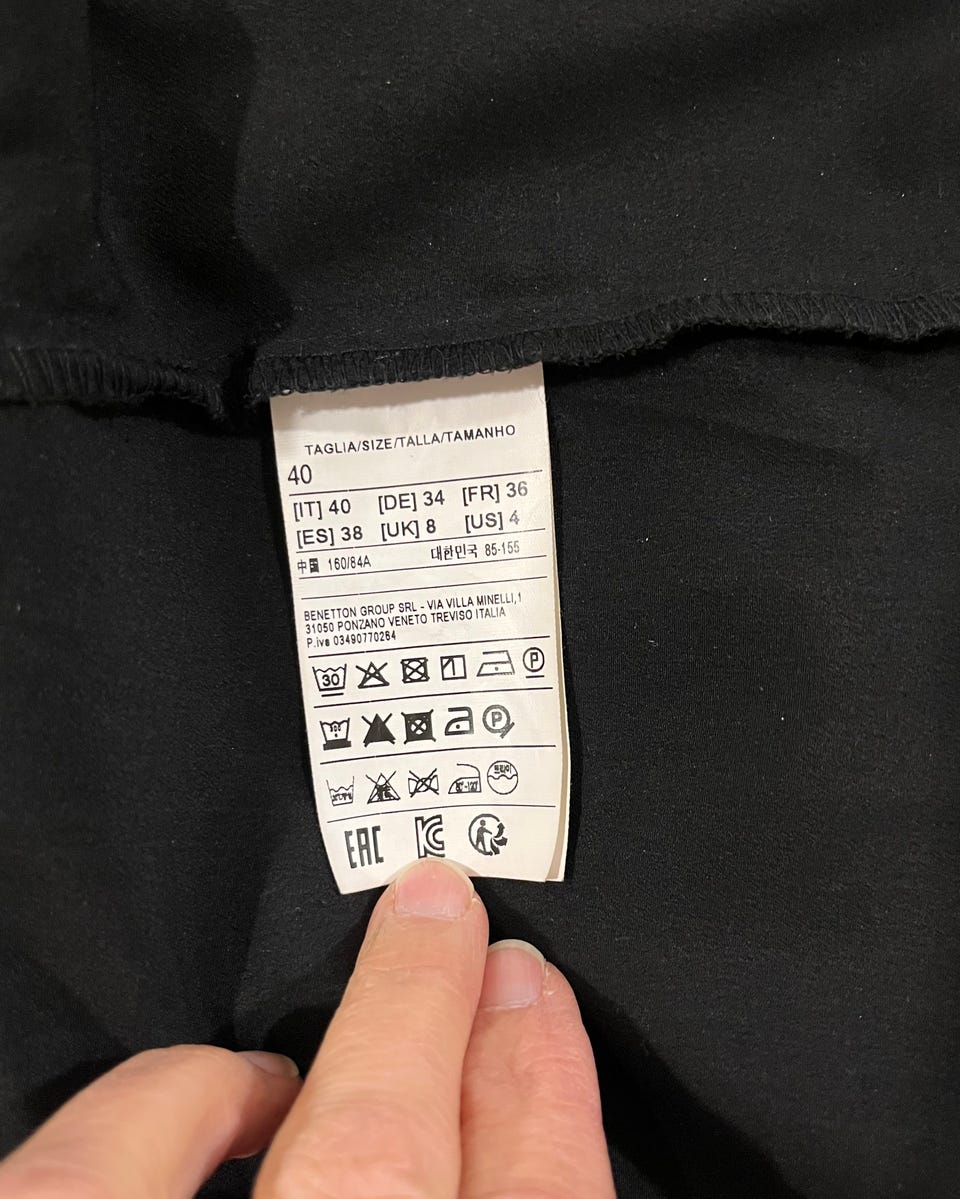 TAGLIA/SIZE/TALLA/TAMANHO
40
[IT] 40 [DE] 34 [FR] 36
[ES] 38 [UK] 8 [US] 4
中国 160/84A 대한민국 85-155
BENETTON GROUP SRL - VIA VILLA MINELLI,1
31050 PONZANO VENETO TREVISO ITALIA
P.iva 03490770264
30 P
P
EAC KC